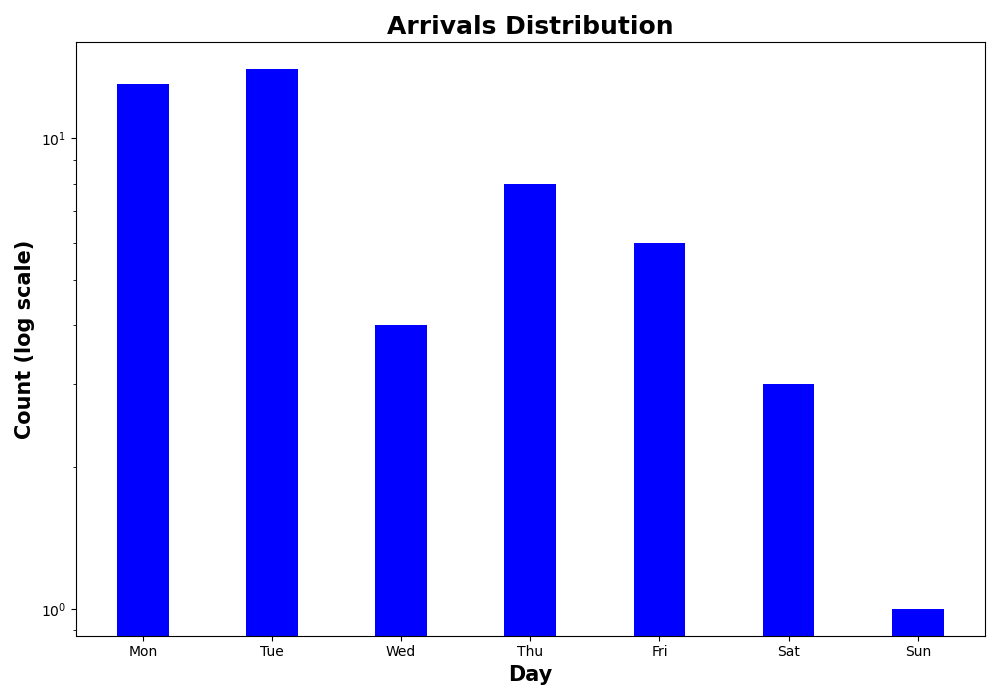 Arrivals Distribution
Count (log scale)
10¹
10⁰
Mon Tue Wed Thu Fri Sat Sun
Day